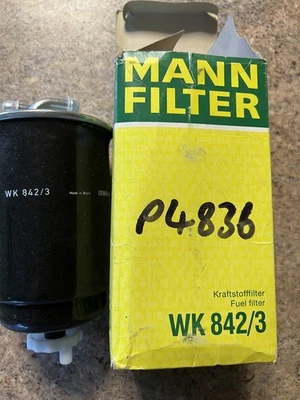 MANN
FILTER
P4836
Kraftstofffilter
Fuel filter
WK 842/3
WK 842/3